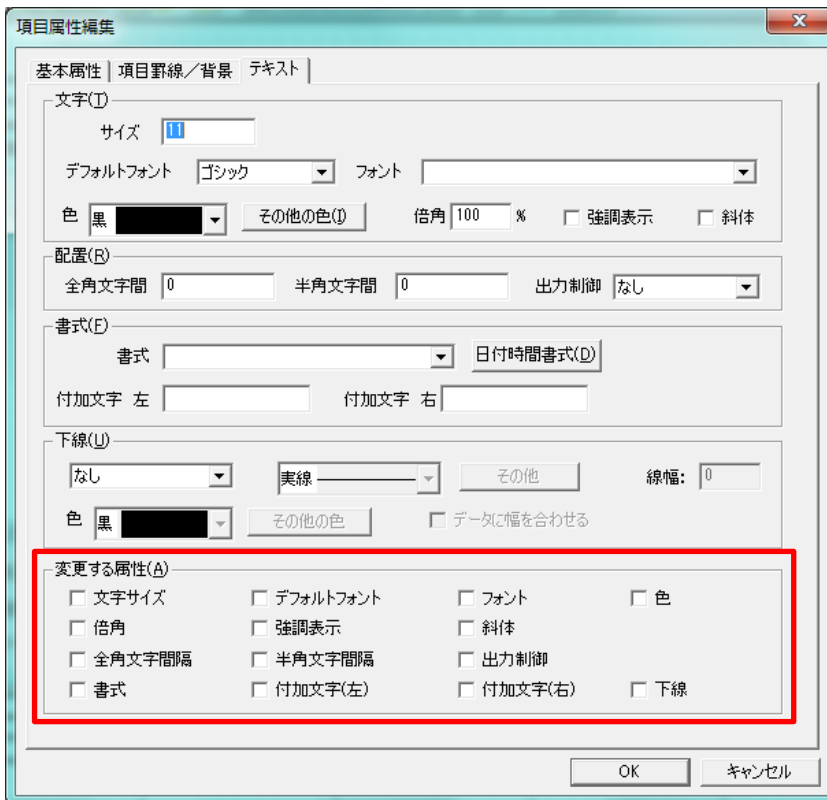 項目属性編集
基本属性 項目罫線／背景 テキスト
文字(T)
サイズ 11
デフォルトフォント ゴシック フォント
色 黒 その他の色(I) 倍角 100 % 強調表示 斜体
配置(R)
全角文字間 0 半角文字間 0 出力制御 なし
書式(F)
書式 日付時間書式(D)
付加文字 左 付加文字 右
下線(U)
なし 実線 その他 線幅: 0
色 黒 その他の色 データに幅を合わせる
変更する属性(A)
文字サイズ デフォルトフォント フォント 色
倍角 強調表示 斜体
全角文字間隔 半角文字間隔 出力制御
書式 付加文字(左) 付加文字(右) 下線
OK キャンセル